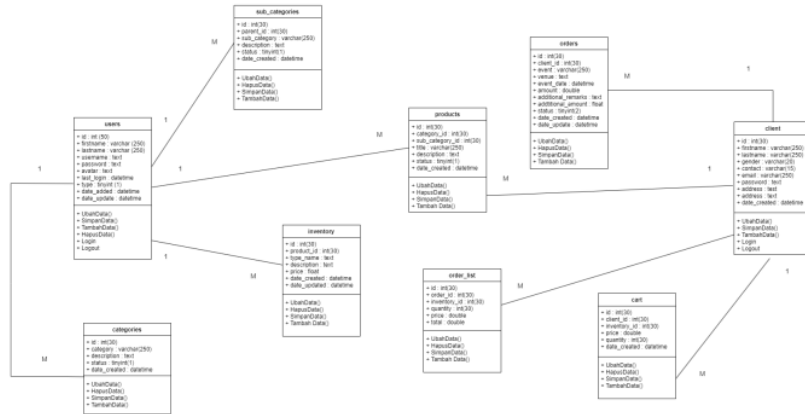 sub_categories
+ id : int(30)
+ parent_id : int(30)
+ sub_category : varchar(250)
+ description : text
+ status : tinyint(1)
+ date_created : datetime
+ UbahData()
+ HapusData()
+ SimpanData()
+ TambahData()
M
1
orders
+ id : int(30)
+ client_id : int(30)
+ event : varchar(250)
+ venue : text
+ event_date : datetime
+ amount : double
+ additional_remarks : text
+ additional_amount : float
+ status : tinyint(2)
+ date_created : datetime
+ date_update : datetime
+ UbahData()
+ HapusData()
+ SimpanData()
+ Tambah Data()
M
1
users
+ id : int (50)
+ firstname : varchar (250)
+ lastname : varchar (250)
+ username : text
+ password : text
+ avatar : text
+ last_login : datetime
+ type : tinyint (1)
+ date_added : datetime
+ date_update : datetime
+ UbahData()
+ SimpanData()
+ TambahData()
+ HapusData()
+ Login
+ Logout
1
1
1
M
products
+ id : int(30)
+ category_id : int(30)
+ sub_category_id : int(30)
+ title : varchar(250)
+ description : text
+ status : tinyint(1)
+ date_created : datetime
+ UbahData()
+ HapusData()
+ SimpanData()
+ Tambah Data()
M
1
client
+ id : int(30)
+ firstname : varchar(250)
+ lastname : varchar(250)
+ gender : varchar(20)
+ contact : varchar(15)
+ email : varchar(250)
+ password : text
+ address : text
+ address : text
+ date_created : datetime
+ UbahData()
+ SimpanData()
+ TambahData()
+ Login
+ Logout
1
inventory
+ id : int(30)
+ product_id : int(30)
+ type_name : text
+ description : text
+ price : float
+ date_created : datetime
+ date_updated : datetime
+ UbahData()
+ HapusData()
+ SimpanData()
+ Tambah Data()
M
order_list
+ id : int(30)
+ order_id : int(30)
+ inventory_id : int(30)
+ quantity : int(30)
+ price : double
+ total : double
+ UbahData()
+ HapusData()
+ SimpanData()
+ Tambah Data()
M
cart
+ id : int(30)
+ client_id : int(30)
+ inventory_id : int(30)
+ price : double
+ quantity : int(30)
+ date_created : datetime
+ UbahData()
+ HapusData()
+ SimpanData()
+ TambahData()
M
categories
+ id : int(30)
+ category : varchar(250)
+ description : text
+ status : tinyint(1)
+ date_created : datetime
+ UbahData()
+ HapusData()
+ SimpanData()
+ TambahData()
M